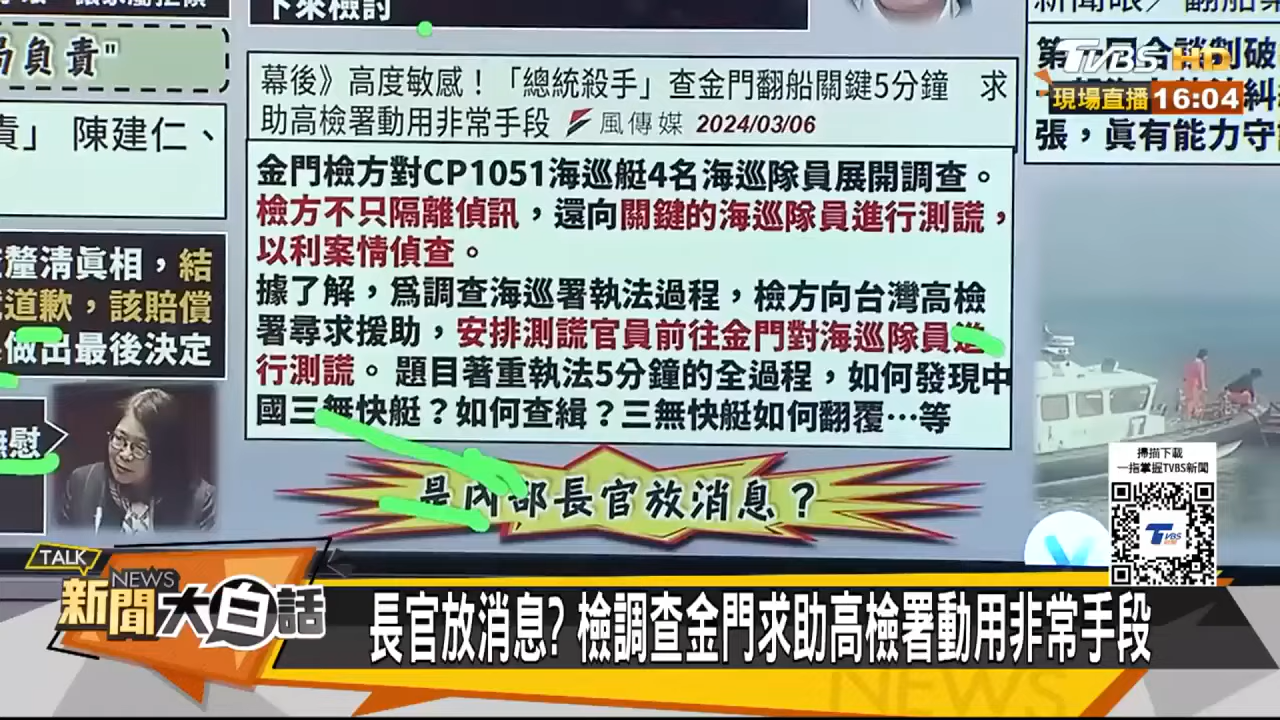 下來檢討
局負責"
責」 陳建仁、
釐清眞相，結
道歉，該賠償
做出最後決定
無慰
幕後》高度敏感！「總統殺手」查金門翻船關鍵5分鐘 求
助高檢署動用非常手段 風傳媒 2024/03/06
金門檢方對CP1051海巡艇4名海巡隊員展開調查。
檢方不只隔離偵訊，還向關鍵的海巡隊員進行測謊，
以利案情偵查。
據了解，爲調查海巡署執法過程，檢方向台灣高檢
署尋求援助，安排測謊官員前往金門對海巡隊員進
行測謊。題目著重執法5分鐘的全過程，如何發現中
國三無快艇？如何查緝？三無快艇如何翻覆…等
是內部長官放消息？
TVBS HD
現場直播 16:04
張，眞有能力守
掃描下載
一指掌握TVBS新聞
TVBS
TALK
NEWS
新聞大白話
長官放消息? 檢調查金門求助高檢署動用非常手段
NEWS